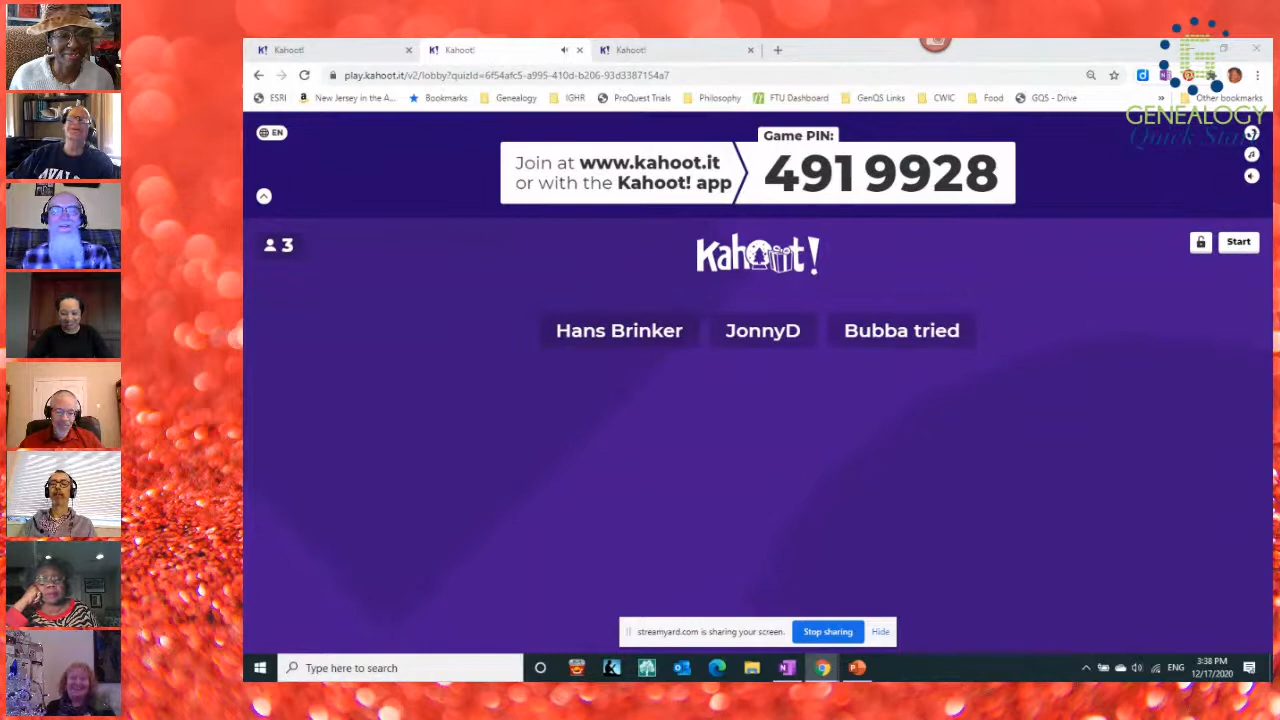 Kahoot!
Kahoot!
Kahoot!
play.kahoot.it/v2/lobby?quizId=6f54afc5-a995-410d-b206-93d3387154a7
ESRI
New Jersey in the A...
Bookmarks
Genealogy
IGHR
ProQuest Trials
Philosophy
FTU Dashboard
GenQS Links
CWIC
Food
GQS - Drive
»
Other bookmarks
GENEALOGY
Quick Start
EN
Game PIN:
Join at www.kahoot.it
or with the Kahoot! app
491 9928
3
Kahoot!
Start
Hans Brinker
JonnyD
Bubba tried
streamyard.com is sharing your screen.
Stop sharing
Hide
Type here to search
ENG
3:38 PM
12/17/2020